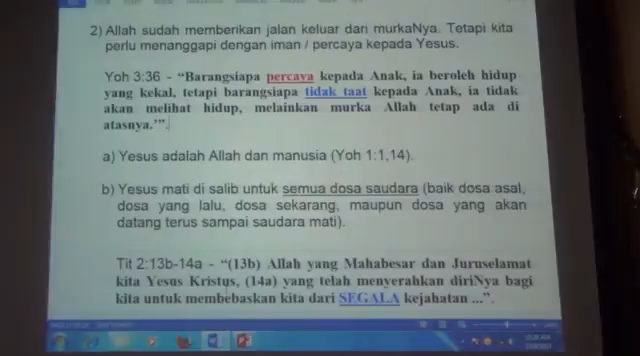 2) Allah sudah memberikan jalan keluar dari murkaNya. Tetapi kita
perlu menanggapi dengan iman / percaya kepada Yesus.
Yoh 3:36 - “Barangsiapa percaya kepada Anak, ia beroleh hidup
yang kekal, tetapi barangsiapa tidak taat kepada Anak, ia tidak
akan melihat hidup, melainkan murka Allah tetap ada di
atasnya.’”.
a) Yesus adalah Allah dan manusia (Yoh 1:1,14).
b) Yesus mati di salib untuk semua dosa saudara (baik dosa asal,
dosa yang lalu, dosa sekarang, maupun dosa yang akan
datang terus sampai saudara mati).
Tit 2:13b-14a - “(13b) Allah yang Mahabesar dan Juruselamat
kita Yesus Kristus, (14a) yang telah menyerahkan diriNya bagi
kita untuk membebaskan kita dari SEGALA kejahatan ...”.